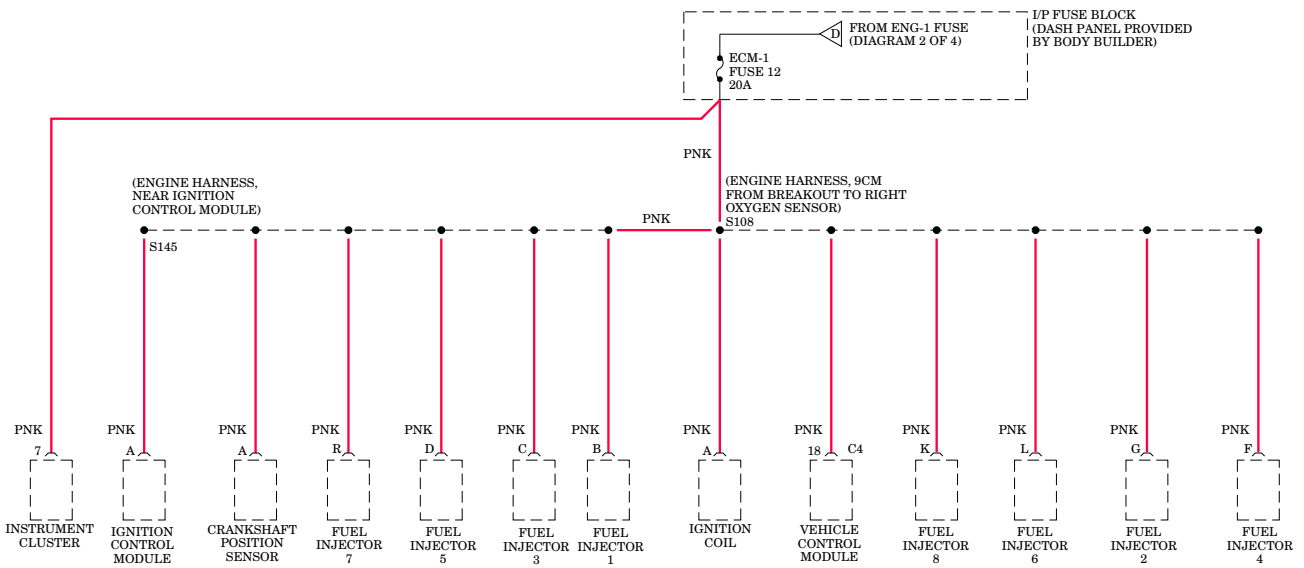 I/P FUSE BLOCK
(DASH PANEL PROVIDED
BY BODY BUILDER)
D
FROM ENG-1 FUSE
(DIAGRAM 2 OF 4)
ECM-1
FUSE 12
20A
PNK
(ENGINE HARNESS,
NEAR IGNITION
CONTROL MODULE)
S145
PNK
(ENGINE HARNESS, 9CM
FROM BREAKOUT TO RIGHT
OXYGEN SENSOR)
S108
PNK
7
INSTRUMENT
CLUSTER
PNK
A
IGNITION
CONTROL
MODULE
PNK
A
CRANKSHAFT
POSITION
SENSOR
PNK
R
FUEL
INJECTOR
7
PNK
D
FUEL
INJECTOR
5
PNK
C
FUEL
INJECTOR
3
PNK
B
FUEL
INJECTOR
1
PNK
A
IGNITION
COIL
PNK
18
C4
VEHICLE
CONTROL
MODULE
PNK
K
FUEL
INJECTOR
8
PNK
L
FUEL
INJECTOR
6
PNK
G
FUEL
INJECTOR
2
PNK
F
FUEL
INJECTOR
4